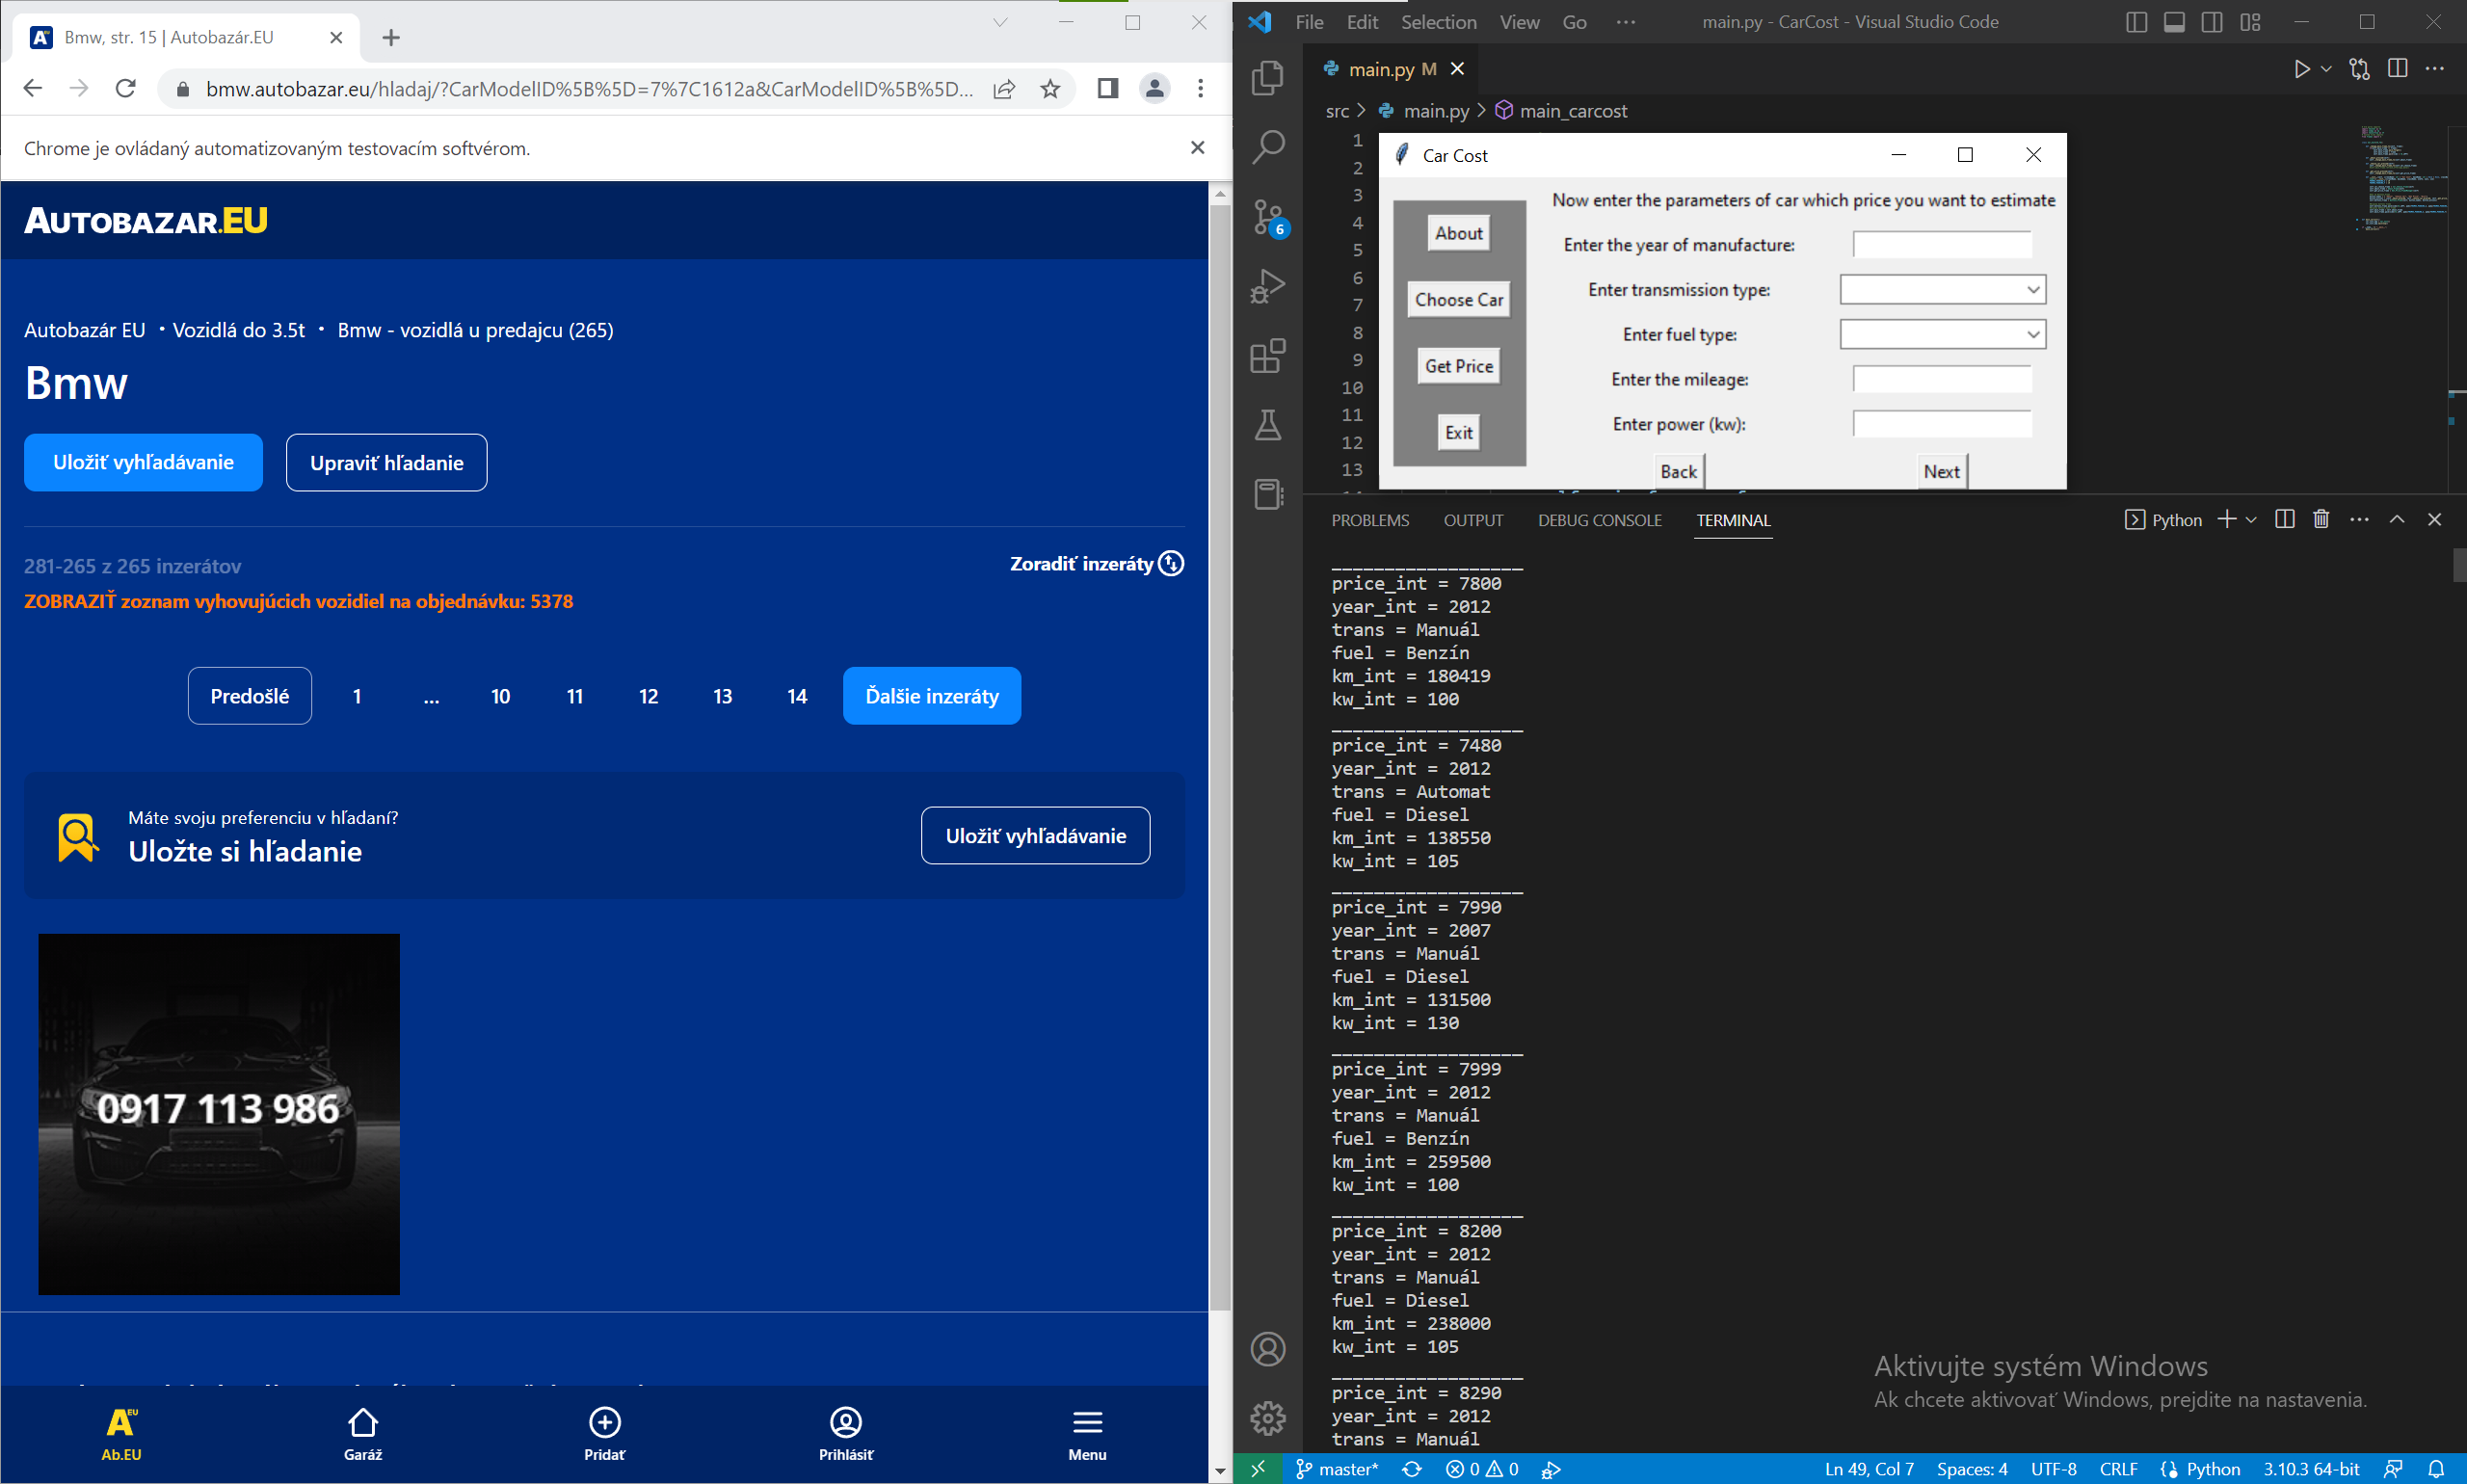 Bmw, str. 15 | Autobazár.EU
bmw.autobazar.eu/hladaj/?CarModelID%5B%5D=7%7C1612a&CarModelID%5B%5D...
Chrome je ovládaný automatizovaným testovacím softvérom.
AUTOBAZAR.EU
Autobazár EU • Vozidlá do 3.5t • Bmw - vozidlá u predajcu (265)
Bmw
Uložiť vyhľadávanie Upraviť hľadanie
281-265 z 265 inzerátov Zoradiť inzeráty
ZOBRAZIŤ zoznam vyhovujúcich vozidiel na objednávku: 5378
Predošlé 1 ... 10 11 12 13 14 Ďalšie inzeráty
Máte svoju preferenciu v hľadaní?
Uložte si hľadanie
Uložiť vyhľadávanie
0917 113 986
Ab.EU Garáž Pridať Prihlásiť Menu
File Edit Selection View Go ··· main.py - CarCost - Visual Studio Code
main.py M
src > main.py > main_carcost
1
2
3
4
5
6
7
8
9
10
11
12
13
6
Car Cost
About
Choose Car
Get Price
Exit
Now enter the parameters of car which price you want to estimate
Enter the year of manufacture:
Enter transmission type:
Enter fuel type:
Enter the mileage:
Enter power (kw):
Back Next
PROBLEMS OUTPUT DEBUG CONSOLE TERMINAL Python
__________________
price_int = 7800
year_int = 2012
trans = Manuál
fuel = Benzín
km_int = 180419
kw_int = 100
__________________
price_int = 7480
year_int = 2012
trans = Automat
fuel = Diesel
km_int = 138550
kw_int = 105
__________________
price_int = 7990
year_int = 2007
trans = Manuál
fuel = Diesel
km_int = 131500
kw_int = 130
__________________
price_int = 7999
year_int = 2012
trans = Manuál
fuel = Benzín
km_int = 259500
kw_int = 100
__________________
price_int = 8200
year_int = 2012
trans = Manuál
fuel = Diesel
km_int = 238000
kw_int = 105
__________________
price_int = 8290
year_int = 2012
trans = Manuál
Aktivujte systém Windows
Ak chcete aktivovať Windows, prejdite na nastavenia.
master* 0 0 Ln 49, Col 7 Spaces: 4 UTF-8 CRLF Python 3.10.3 64-bit